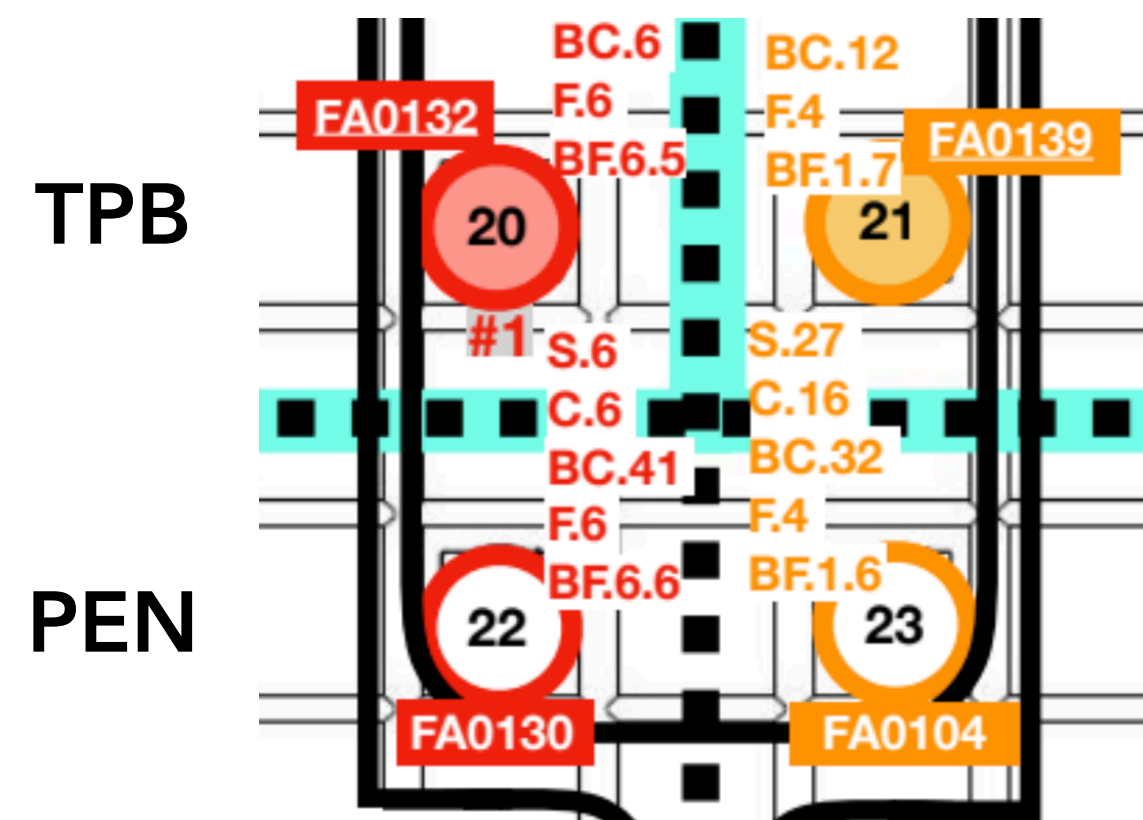 BC.6
F.6
BF.6.5
BC.12
F.4
BF.1.7
FA0132
FA0139
TPB
20
21
#1
S.6
C.6
BC.41
F.6
BF.6.6
S.27
C.16
BC.32
F.4
BF.1.6
PEN
22
23
FA0130
FA0104